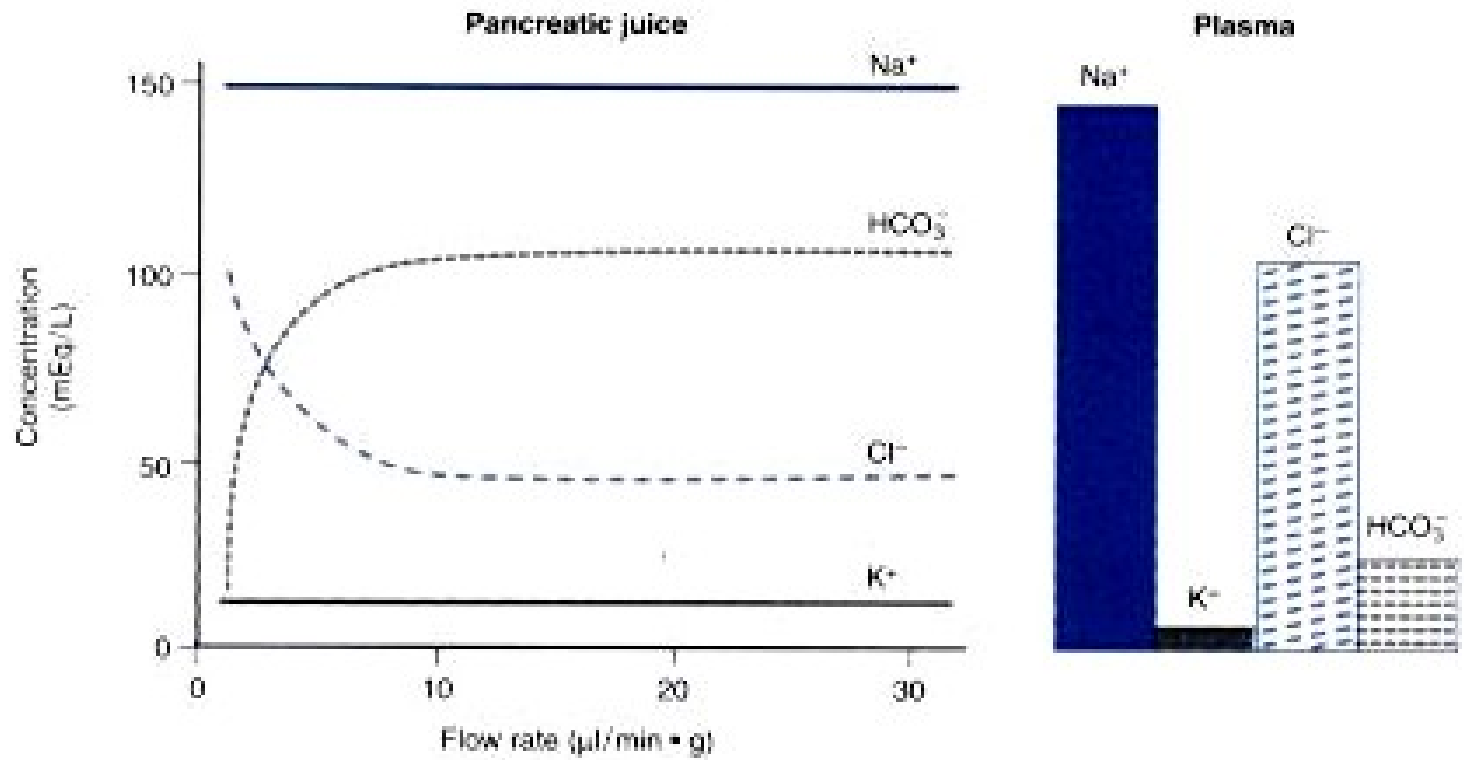 Pancreatic juice
Plasma
Na⁺
150
HCO₃⁻
100
Cl⁻
50
K⁺
0
0
10
20
30
Concentration
(mEq/L)
Flow rate (µl/min • g)
Na⁺
K⁺
Cl⁻
HCO₃⁻